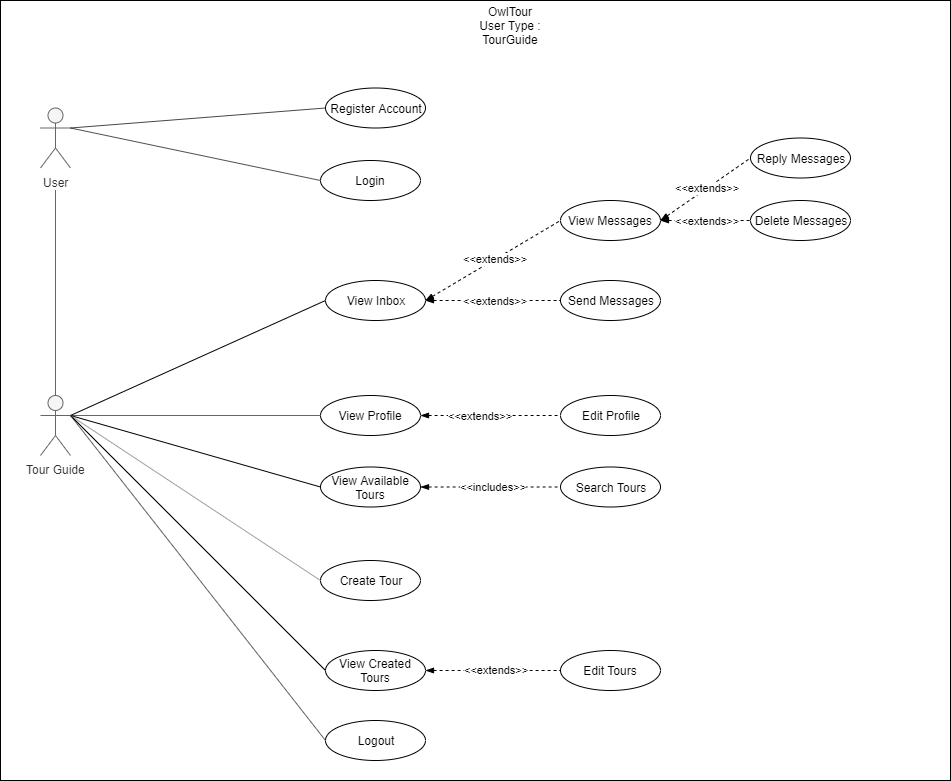 OwlTour
User Type :
TourGuide
Register Account
Login
User
Reply Messages
<<extends>>
View Messages
<<extends>>
Delete Messages
<<extends>>
View Inbox
<<extends>>
Send Messages
Tour Guide
View Profile
<<extends>>
Edit Profile
View Available
Tours
<<includes>>
Search Tours
Create Tour
View Created
Tours
<<extends>>
Edit Tours
Logout